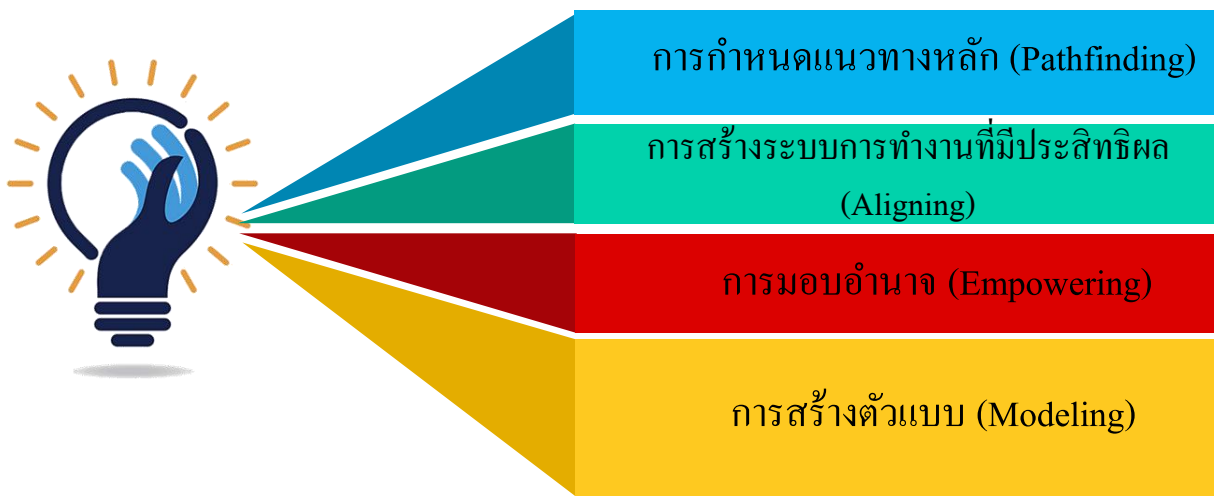 การกำหนดแนวทางหลัก (Pathfinding)
การสร้างระบบการทำงานที่มีประสิทธิผล
(Aligning)
การมอบอำนาจ (Empowering)
การสร้างตัวแบบ (Modeling)